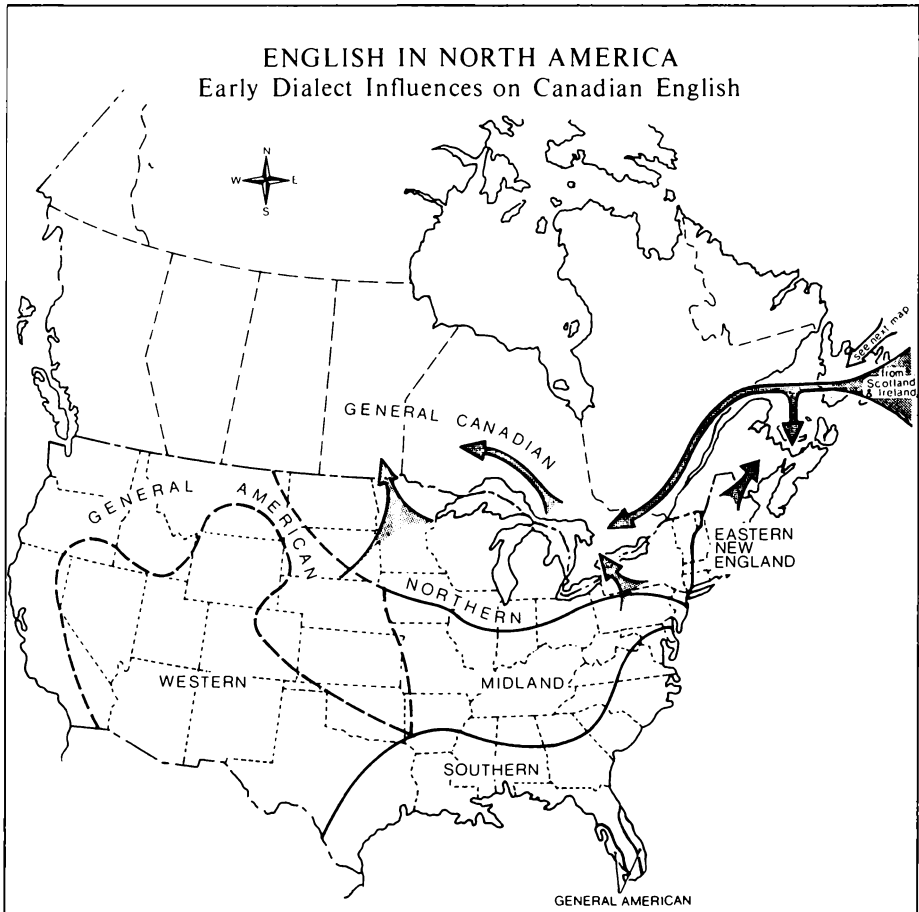 ENGLISH IN NORTH AMERICA
Early Dialect Influences on Canadian English
N
W E
S
see next map
from
Scotland
& Ireland
GENERAL CANADIAN
GENERAL AMERICAN
EASTERN
NEW
ENGLAND
NORTHERN
WESTERN
MIDLAND
SOUTHERN
GENERAL AMERICAN